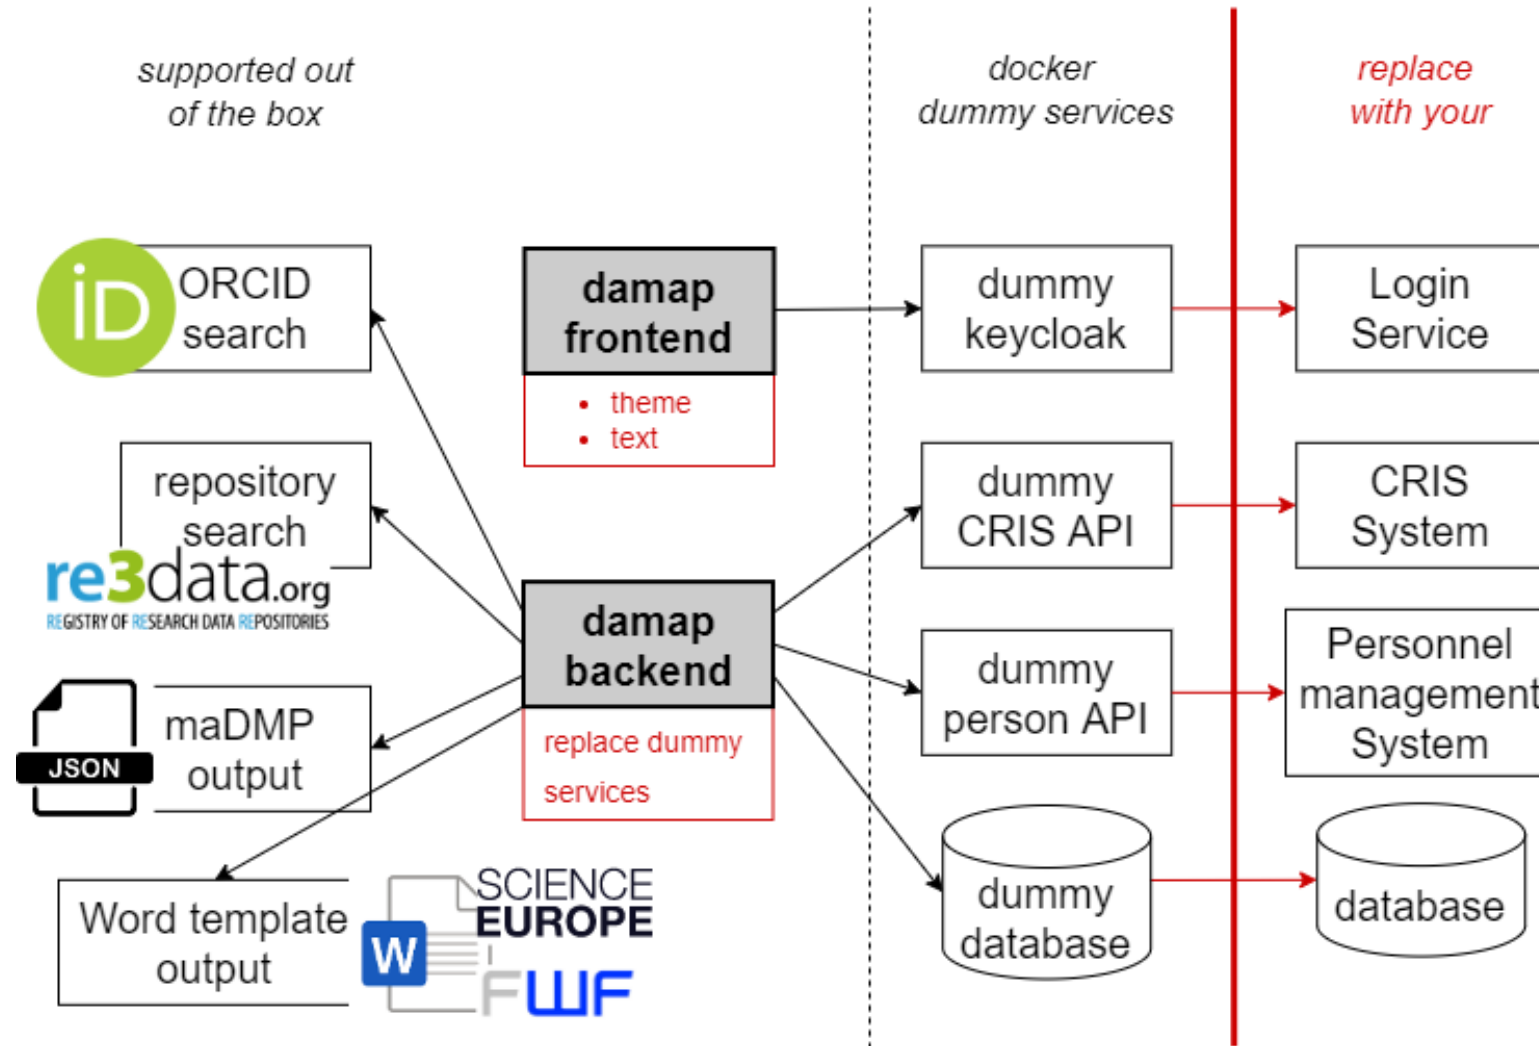 supported out
of the box
docker
dummy services
replace
with your
iD
ORCID
search
damap
frontend
• theme
• text
dummy
keycloak
Login
Service
repository
search
re3data.org
REGISTRY OF RESEARCH DATA REPOSITORIES
dummy
CRIS API
CRIS
System
damap
backend
replace dummy
services
dummy
person API
Personnel
management
System
maDMP
output
JSON
Word template
output
W
SCIENCE
EUROPE
FWF
dummy
database
database